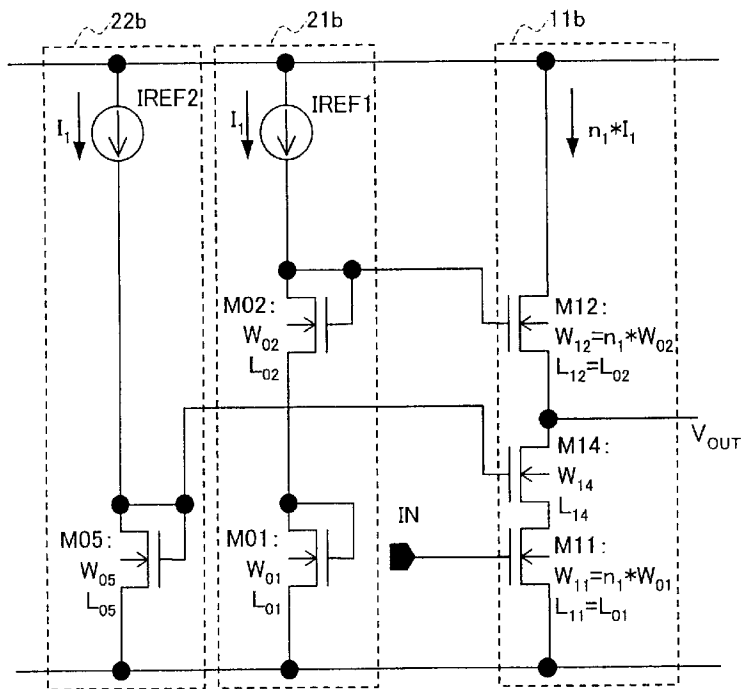 22b
21b
11b
IREF2
I₁
IREF1
I₁
n₁*I₁
M02:
W₀₂
L₀₂
M12:
W₁₂=n₁*W₀₂
L₁₂=L₀₂
V_OUT
M14:
W₁₄
L₁₄
IN
M05:
W₀₅
L₀₅
M01:
W₀₁
L₀₁
M11:
W₁₁=n₁*W₀₁
L₁₁=L₀₁